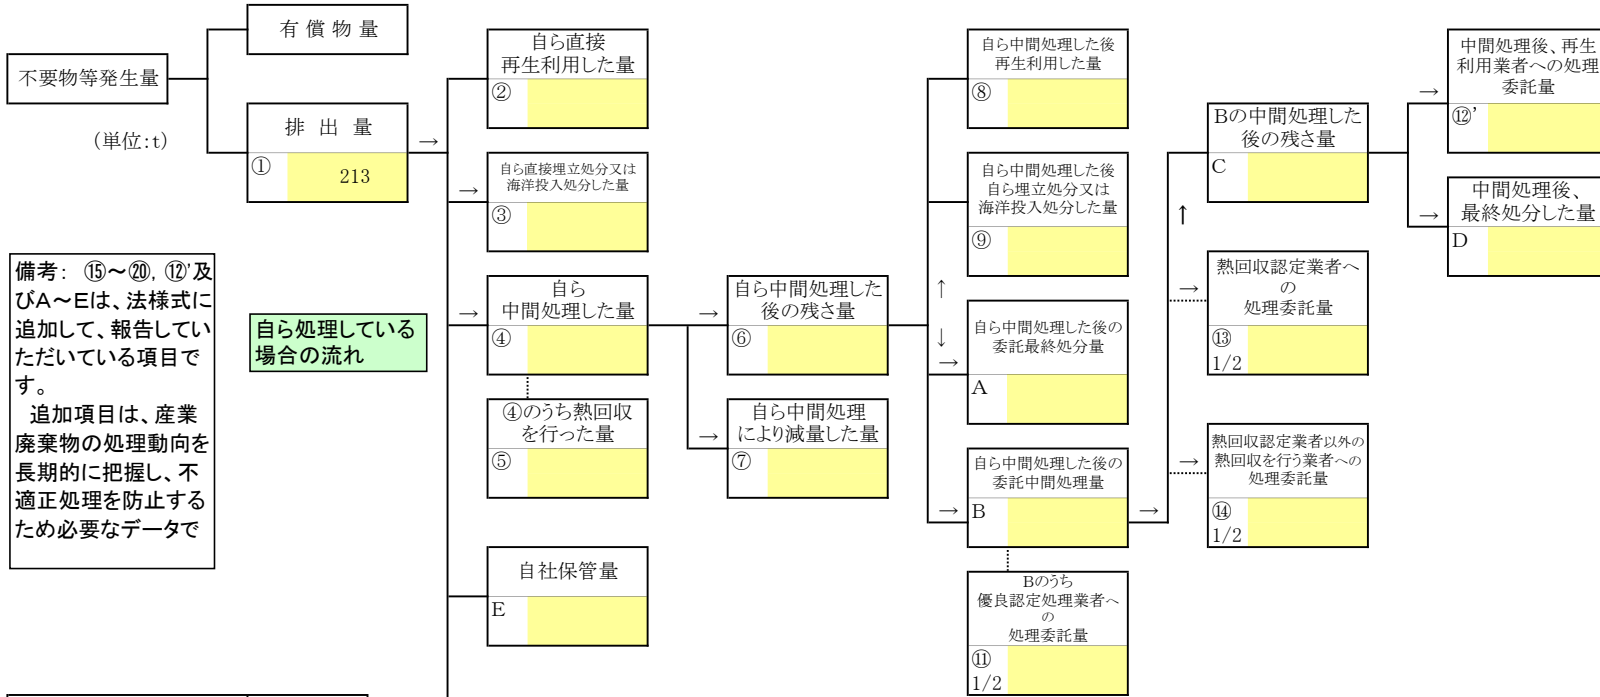 有 償 物 量
不要物等発生量
(単位:t)
排 出 量
→
①
213
備考： ⑮～⑳, ⑫'及
びA～Eは、法様式に
追加して、報告してい
ただいている項目で
す。
追加項目は、産業
廃棄物の処理動向を
長期的に把握し、不
適正処理を防止する
ため必要なデータで
自ら処理している
場合の流れ
自ら直接
再生利用した量
②
→
自ら直接埋立処分又は
海洋投入処分した量
③
→
自ら
中間処理した量
④
④のうち熱回収
を行った量
⑤
自社保管量
E
→
自ら中間処理した
後の残さ量
⑥
→
自ら中間処理
により減量した量
⑦
自ら中間処理した後
再生利用した量
⑧
自ら中間処理した後
自ら埋立処分又は
海洋投入処分した量
⑨
↑
↓
→
自ら中間処理した後の
委託最終処分量
A
自ら中間処理した後の
委託中間処理量
→
B
→
Bのうち
優良認定処理業者へ
の
処理委託量
⑪
1/2
Bの中間処理した
後の残さ量
C
↑
熱回収認定業者へ
の
処理委託量
→
⑬
1/2
熱回収認定業者以外の
熱回収を行う業者への
処理委託量
→
⑭
1/2
中間処理後、再生
利用業者への処理
委託量
→
⑫'
中間処理後、
最終処分した量
→
D